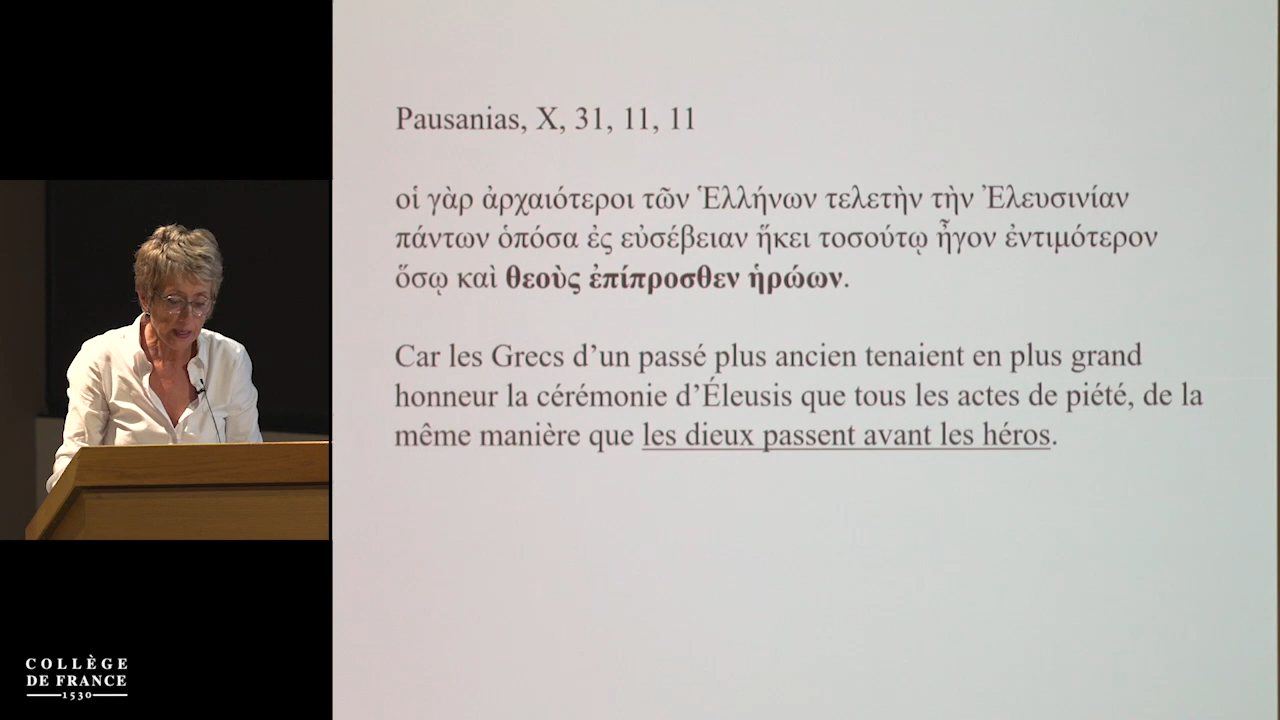 Pausanias, X, 31, 11, 11
οἱ γὰρ ἀρχαιότεροι τῶν Ἑλλήνων τελετὴν τὴν Ἐλευσινίαν
πάντων ὁπόσα ἐς εὐσέβειαν ἥκει τοσούτῳ ἦγον ἐντιμότερον
ὅσῳ καὶ θεοὺς ἐπίπροσθεν ἡρώων.
Car les Grecs d’un passé plus ancien tenaient en plus grand
honneur la cérémonie d’Éleusis que tous les actes de piété, de la
même manière que les dieux passent avant les héros.
COLLÈGE
DE FRANCE
1530